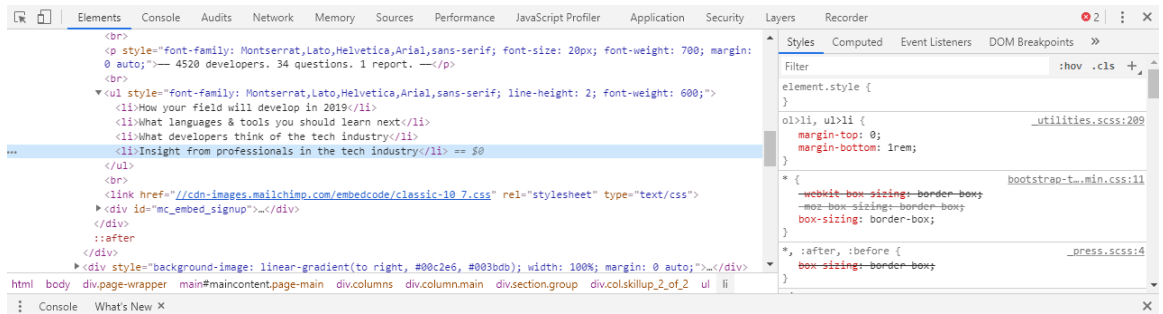 Elements Console Audits Network Memory Sources Performance JavaScript Profiler Application Security Layers Recorder 2
<br>
<p style="font-family: Montserrat,Lato,Helvetica,Arial,sans-serif; font-size: 20px; font-weight: 700; margin:
0 auto;">—— 4520 developers. 34 questions. 1 report. ——</p>
<br>
▼<ul style="font-family: Montserrat,Lato,Helvetica,Arial,sans-serif; line-height: 2; font-weight: 600;">
<li>How your field will develop in 2019</li>
<li>What languages & tools you should learn next</li>
<li>What developers think of the tech industry</li>
... <li>Insight from professionals in the tech industry</li> == $0
</ul>
<br>
<link href="//cdn-images.mailchimp.com/embedcode/classic-10_7.css" rel="stylesheet" type="text/css">
▶<div id="mc_embed_signup">…</div>
</div>
::after
</div>
▶<div style="background-image: linear-gradient(to right, #00c2e6, #003bdb); width: 100%; margin: 0 auto;">…</div>
html body div.page-wrapper main#maincontent.page-main div.columns div.column.main div.section.group div.col.skillup_2_of_2 ul li
Styles Computed Event Listeners DOM Breakpoints »
Filter :hov .cls +
element.style {
}
ol>li, ul>li { _utilities.scss:209
margin-top: 0;
margin-bottom: 1rem;
}
* { bootstrap-t….min.css:11
-webkit-box-sizing: border-box;
-moz-box-sizing: border-box;
box-sizing: border-box;
}
*, :after, :before { _press.scss:4
box-sizing: border-box;
}
Console What's New ×